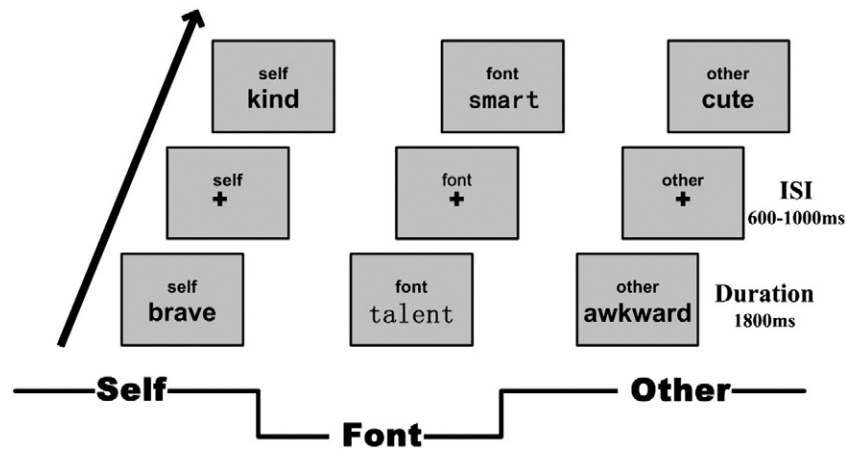 self
kind
font
smart
other
cute
self
+
font
+
other
+
ISI
600-1000ms
self
brave
font
talent
other
awkward
Duration
1800ms
Self
Font
Other